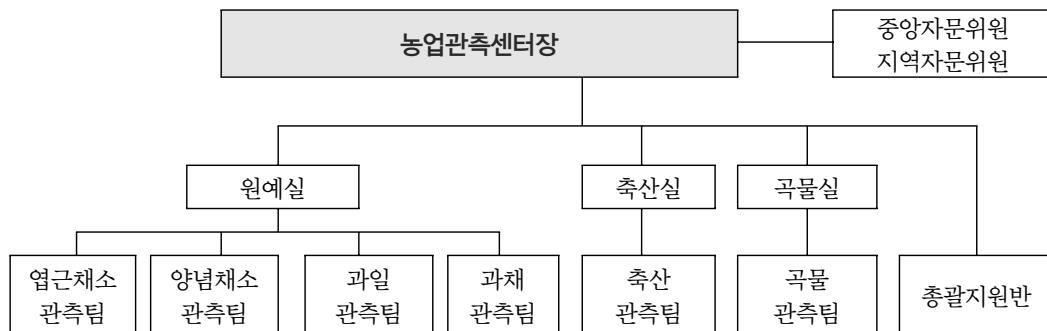 농업관측센터장
중앙자문위원
지역자문위원
원예실
축산실
곡물실
엽근채소
관측팀
양념채소
관측팀
과일
관측팀
과채
관측팀
축산
관측팀
곡물
관측팀
총괄지원반